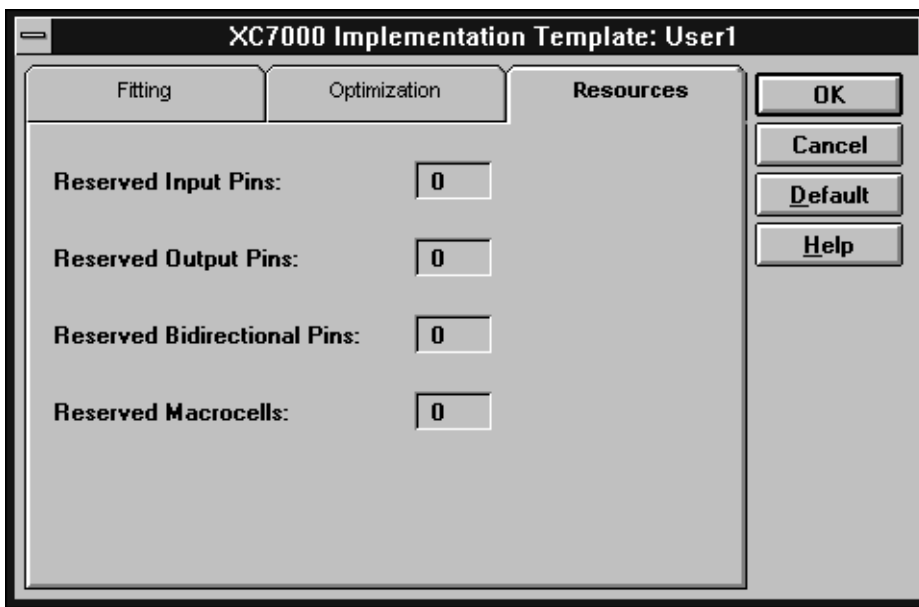 XC7000 Implementation Template: User1
Fitting
Optimization
Resources
OK
Cancel
Default
Help
Reserved Input Pins: 0
Reserved Output Pins: 0
Reserved Bidirectional Pins: 0
Reserved Macrocells: 0